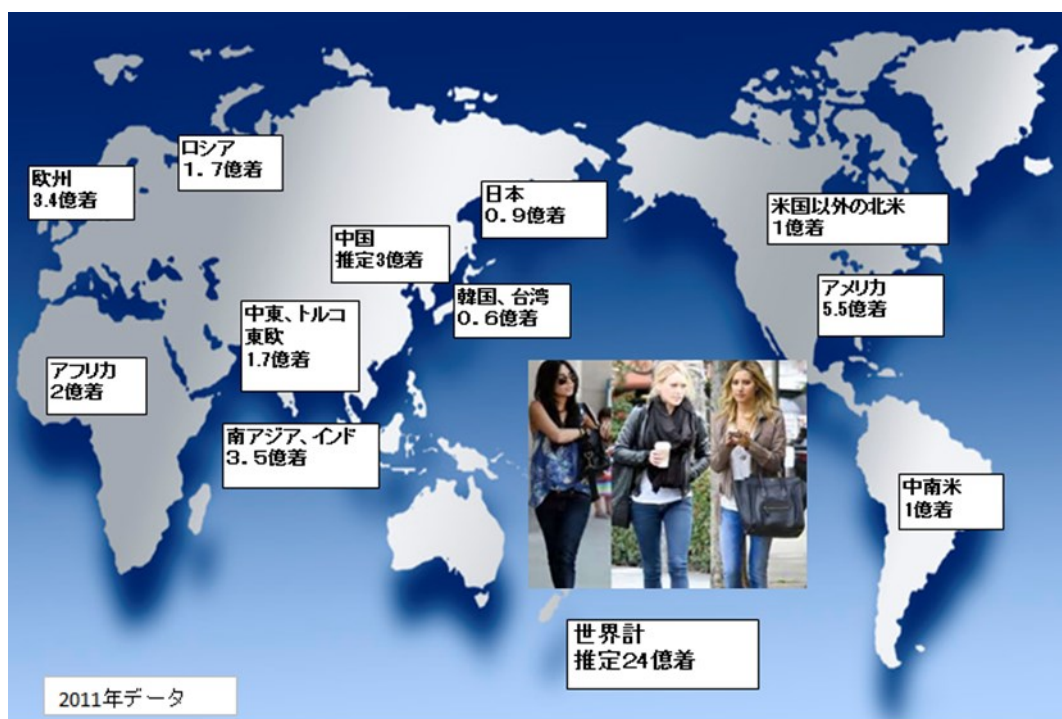 ロシア
１．７億着
欧州
3.4億着
日本
０．９億着
米国以外の北米
1億着
中国
推定3億着
アメリカ
5.5億着
韓国、台湾
０．６億着
中東、トルコ
東欧
1.7億着
アフリカ
2億着
南アジア、インド
３．５億着
中南米
1億着
世界計
推定24億着
2011年データ